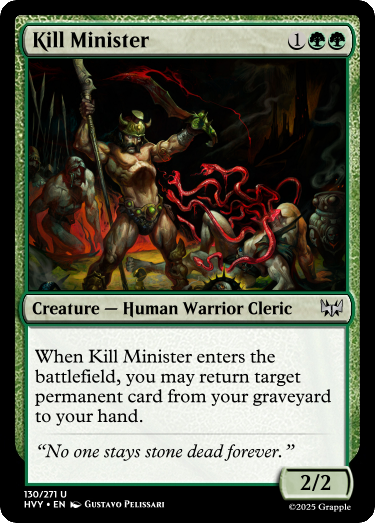 Kill Minister 1
Creature — Human Warrior Cleric
When Kill Minister enters the
battlefield, you may return target
permanent card from your graveyard
to your hand.
“No one stays stone dead forever.”
2/2
130/271 U
HVY • EN Gustavo Pelissari
©2025 Grapple